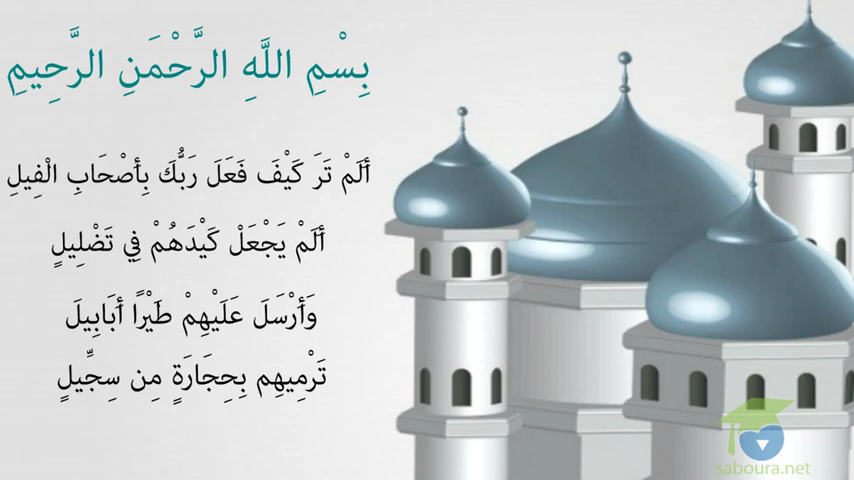 بِسْمِ اللَّهِ الرَّحْمَنِ الرَّحِيمِ
أَلَمْ تَرَ كَيْفَ فَعَلَ رَبُّكَ بِأَصْحَابِ الْفِيلِ
أَلَمْ يَجْعَلْ كَيْدَهُمْ فِي تَضْلِيلٍ
وَأَرْسَلَ عَلَيْهِمْ طَيْرًا أَبَابِيلَ
تَرْمِيهِم بِحِجَارَةٍ مِن سِجِّيلٍ
saboura.net